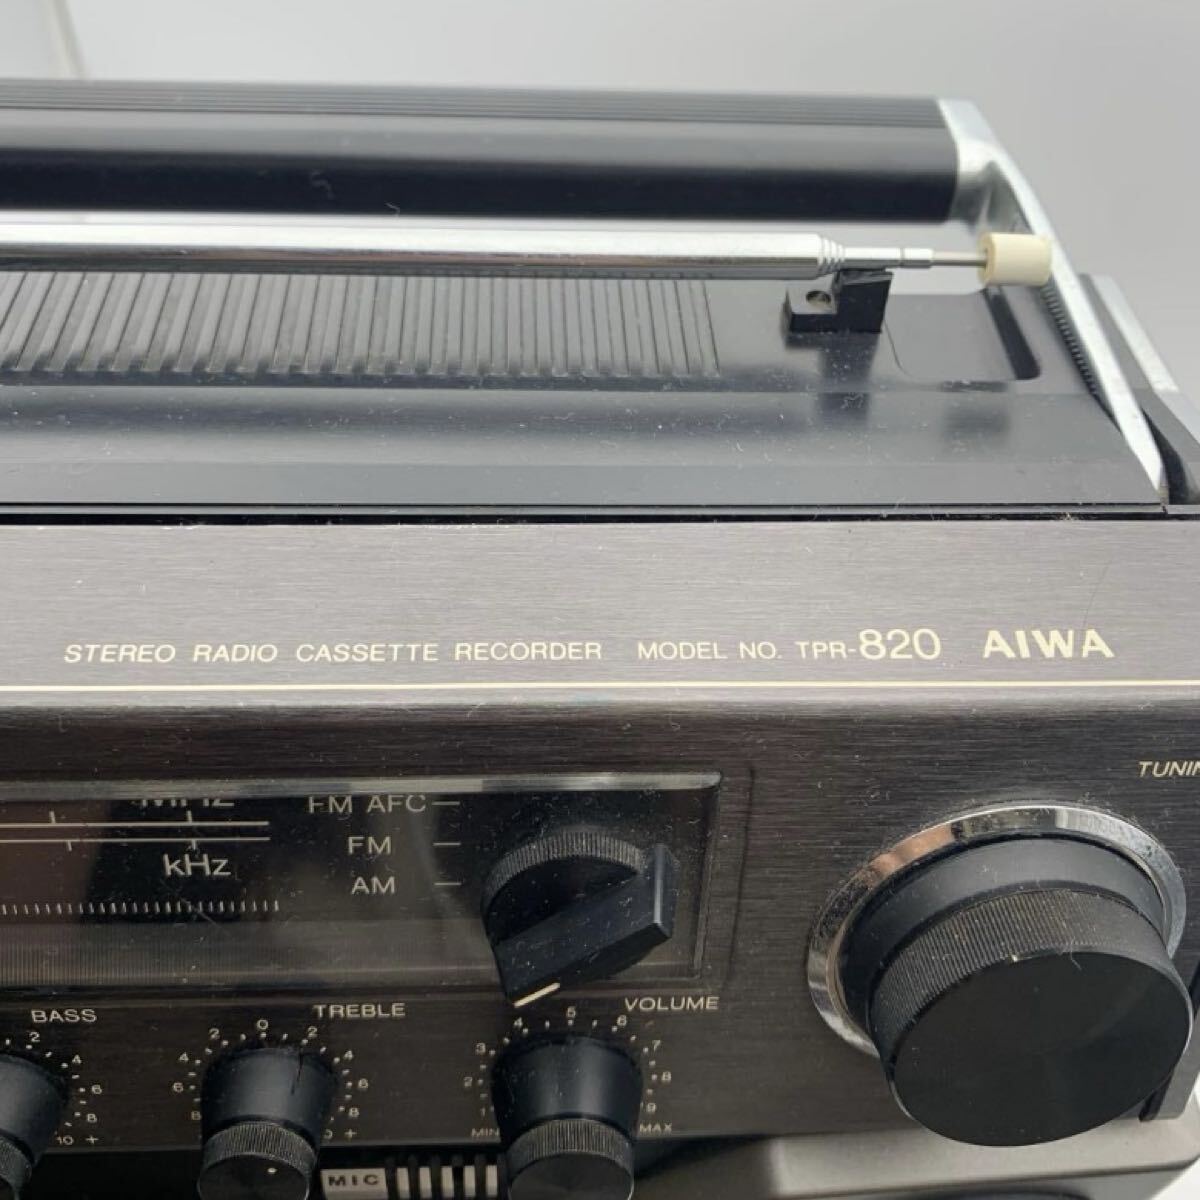 STEREO RADIO CASSETTE RECORDER MODEL NO. TPR-820 AIWA
TUNIN
MHz
FM AFC
kHz
FM
AM
BASS
2
4
6
8
10 +
TREBLE
2 0 2
4 4
6 6
8 8
0 +
VOLUME
4 5 6
3 7
2 8
1 9
MIN MAX
MIC